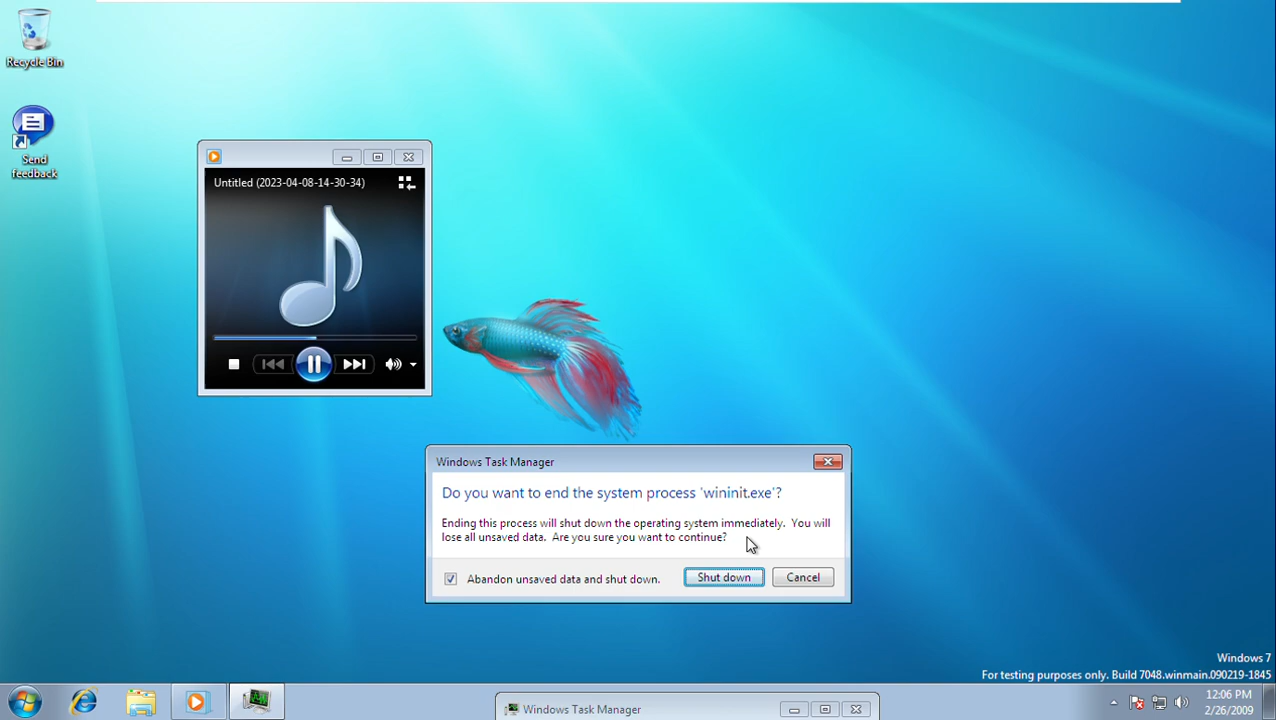 Recycle Bin
Send
feedback
Untitled (2023-04-08-14-30-34)
Windows Task Manager
Do you want to end the system process 'wininit.exe'?
Ending this process will shut down the operating system immediately. You will
lose all unsaved data. Are you sure you want to continue?
Abandon unsaved data and shut down.
Shut down
Cancel
Windows 7
For testing purposes only. Build 7048.winmain.090219-1845
Windows Task Manager
12:06 PM
2/26/2009